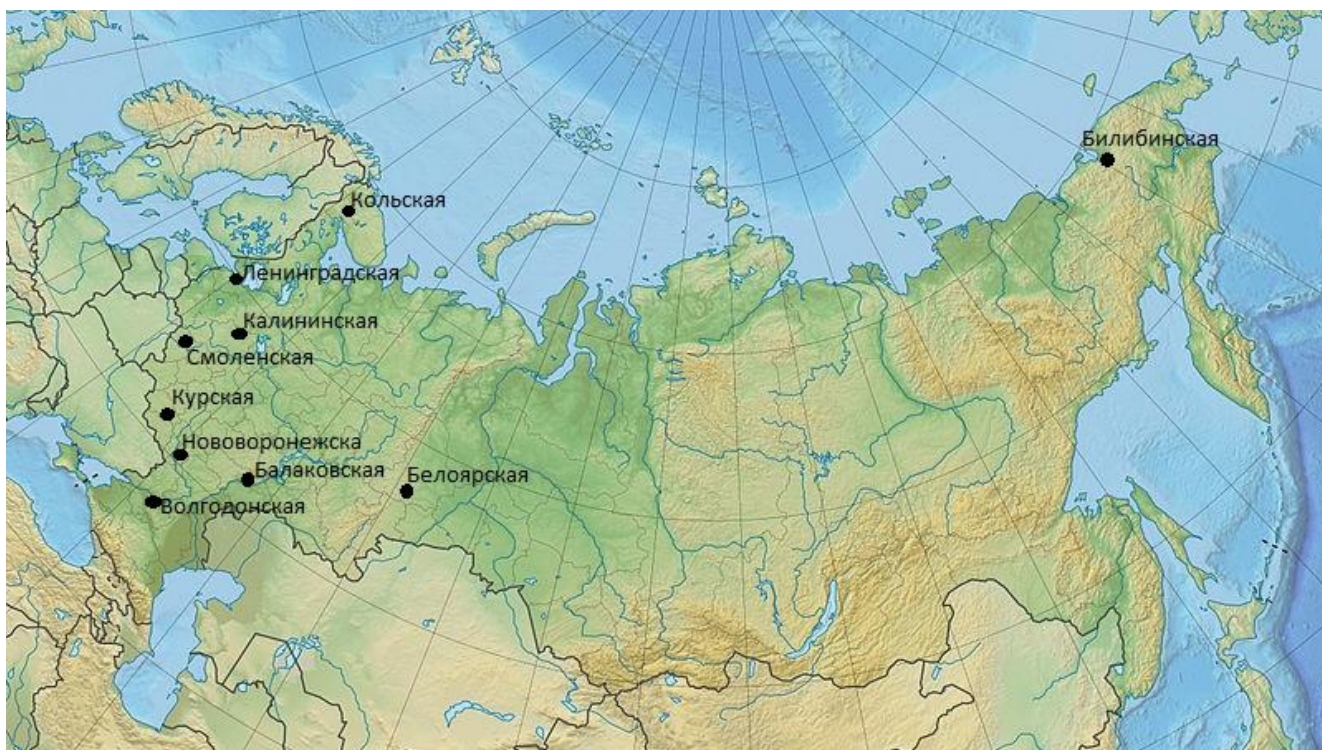 Билибинская
Кольская
Ленинградская
Калининская
Смоленская
Курская
Нововоронежска
Балаковская
Белоярская
Волгодонская